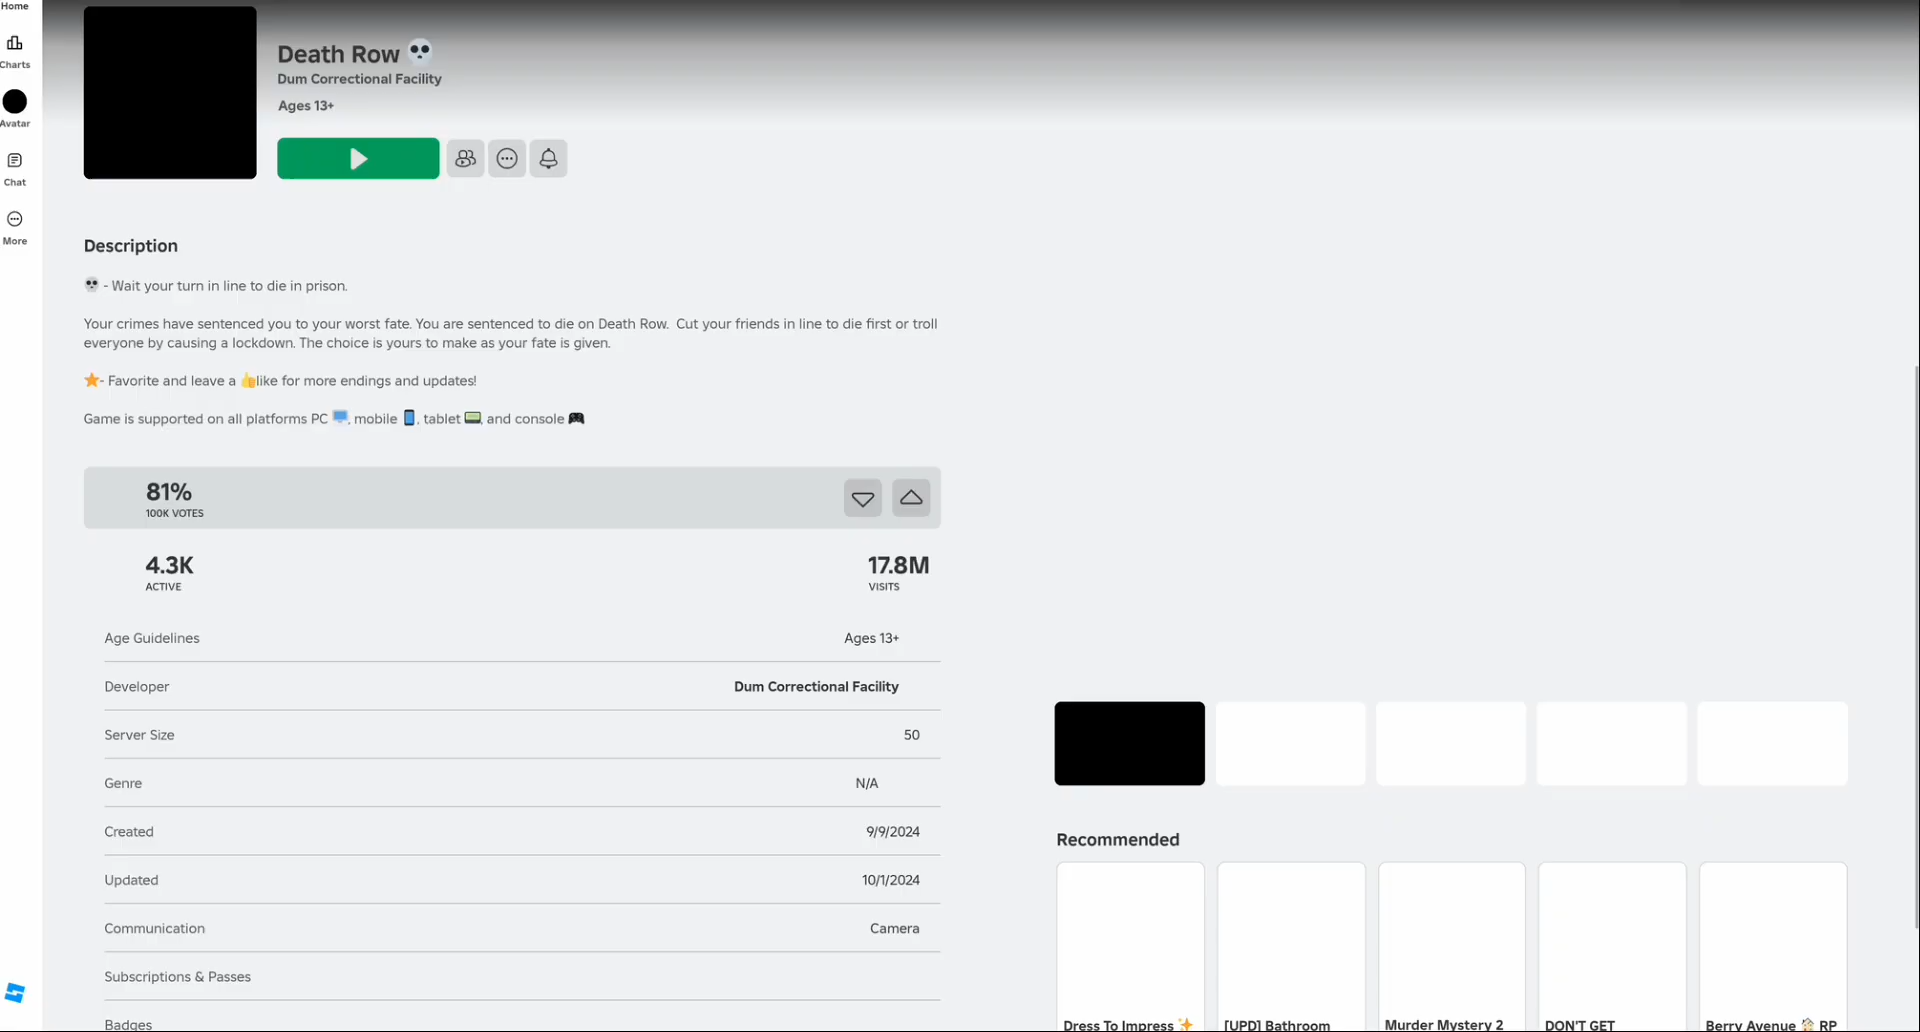 Home
Charts
Avatar
Chat
More
Death Row 💀
Dum Correctional Facility
Ages 13+
Description
💀 - Wait your turn in line to die in prison.
Your crimes have sentenced you to your worst fate. You are sentenced to die on Death Row.  Cut your friends in line to die first or troll
everyone by causing a lockdown. The choice is yours to make as your fate is given.
⭐- Favorite and leave a 👍like for more endings and updates!
Game is supported on all platforms PC 🖥️, mobile 📱, tablet 📟, and console 🎮
81%
100K VOTES
4.3K
ACTIVE
17.8M
VISITS
Age Guidelines Ages 13+
Developer Dum Correctional Facility
Server Size 50
Genre N/A
Created 9/9/2024
Updated 10/1/2024
Communication Camera
Subscriptions & Passes
Badges
Recommended
Dress To Impress ✨
[UPD] Bathroom
Murder Mystery 2
DON'T GET
Berry Avenue 🏠 RP